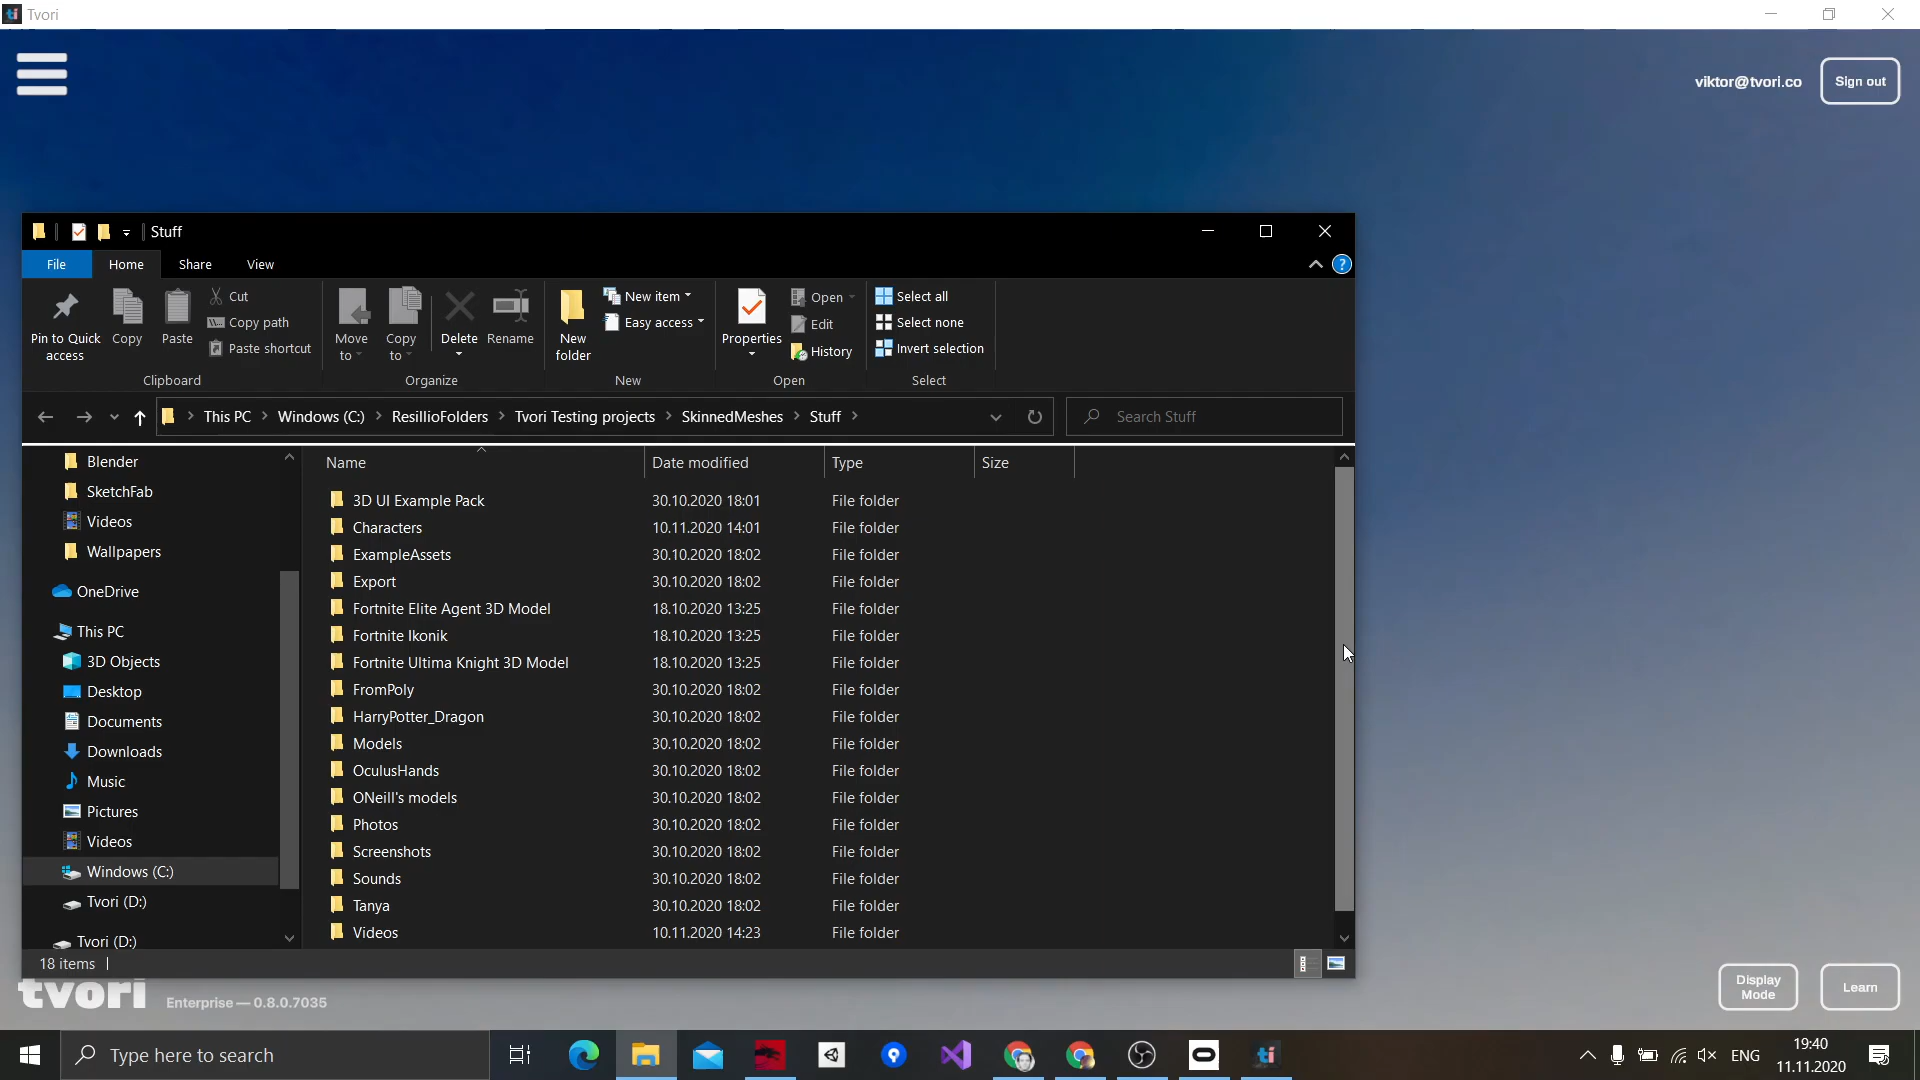 Tvori
viktor@tvori.co
Sign out
Stuff
File
Home
Share
View
Pin to Quick access
Copy
Paste
Cut
Copy path
Paste shortcut
Clipboard
Move to
Copy to
Delete
Rename
Organize
New folder
New item
Easy access
New
Properties
Open
Edit
History
Open
Select all
Select none
Invert selection
Select
This PC > Windows (C:) > ResillioFolders > Tvori Testing projects > SkinnedMeshes > Stuff >
Search Stuff
Blender
SketchFab
Videos
Wallpapers
OneDrive
This PC
3D Objects
Desktop
Documents
Downloads
Music
Pictures
Videos
Windows (C:)
Tvori (D:)
Tvori (D:)
Name Date modified Type Size
3D UI Example Pack 30.10.2020 18:01 File folder
Characters 10.11.2020 14:01 File folder
ExampleAssets 30.10.2020 18:02 File folder
Export 30.10.2020 18:02 File folder
Fortnite Elite Agent 3D Model 18.10.2020 13:25 File folder
Fortnite Ikonik 18.10.2020 13:25 File folder
Fortnite Ultima Knight 3D Model 18.10.2020 13:25 File folder
FromPoly 30.10.2020 18:02 File folder
HarryPotter_Dragon 30.10.2020 18:02 File folder
Models 30.10.2020 18:02 File folder
OculusHands 30.10.2020 18:02 File folder
ONeill's models 30.10.2020 18:02 File folder
Photos 30.10.2020 18:02 File folder
Screenshots 30.10.2020 18:02 File folder
Sounds 30.10.2020 18:02 File folder
Tanya 30.10.2020 18:02 File folder
Videos 10.11.2020 14:23 File folder
18 items
tvori
Enterprise — 0.8.0.7035
Display Mode
Learn
Type here to search
ENG
19:40
11.11.2020